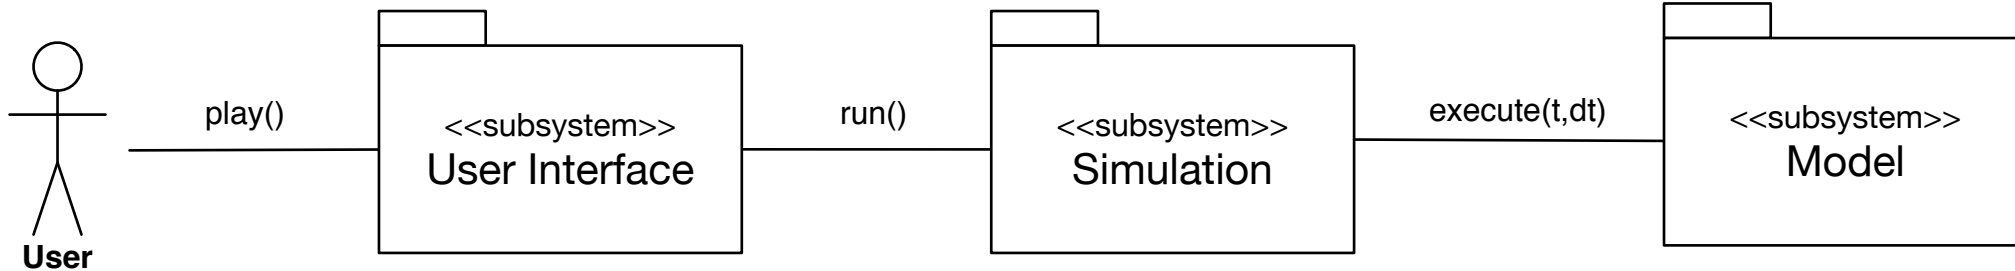 play()
run()
execute(t,dt)
<<subsystem>>
User Interface
<<subsystem>>
Simulation
<<subsystem>>
Model
User